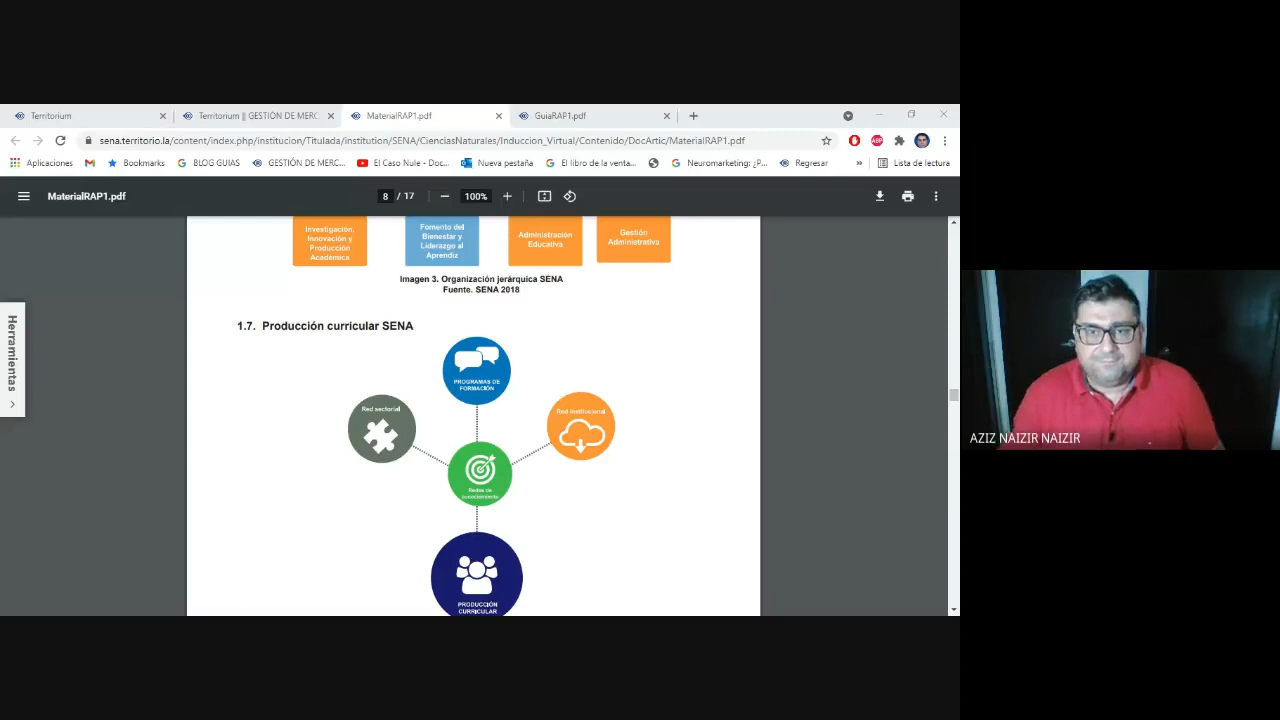 Territorium
Territorium || GESTIÓN DE MERC
MaterialRAP1.pdf
GuiaRAP1.pdf
sena.territorio.la/content/index.php/institucion/Titulada/institution/SENA/CienciasNaturales/Induccion_Virtual/Contenido/DocArtic/MaterialRAP1.pdf
ABP
Aplicaciones
Bookmarks
BLOG GUIAS
GESTIÓN DE MERC...
El Caso Nule - Doc...
Nueva pestaña
El libro de la venta...
Neuromarketing: ¿P...
Regresar
»
Lista de lectura
MaterialRAP1.pdf
8 / 17
100%
Herramientas
Investigación,
Innovación y
Producción
Académica
Fomento del
Bienestar y
Liderazgo al
Aprendiz
Administración
Educativa
Gestión
Administrativa
Imagen 3. Organización jerárquica SENA
Fuente. SENA 2018
1.7. Producción curricular SENA
PROGRAMAS DE
FORMACIÓN
Red sectorial
Red institucional
Redes de
conocimiento
PRODUCCIÓN
CURRICULAR
AZIZ NAIZIR NAIZIR